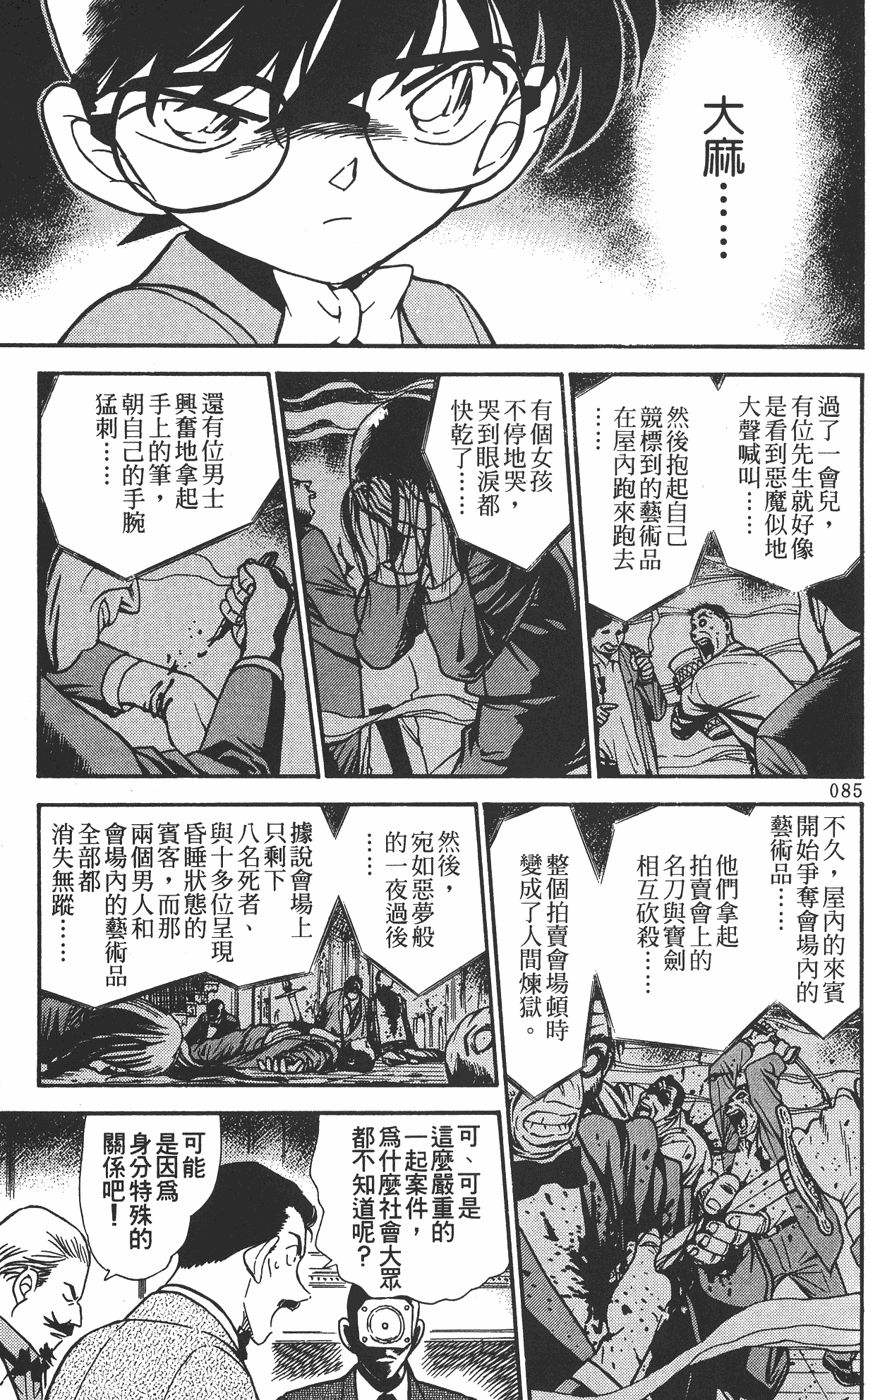 大麻……
過了一會兒，
有位先生就好像
是看到惡魔似地
大聲喊叫……
然後抱起自己
競標到的藝術品
在屋內跑來跑去
……
有個女孩
不停地哭，
哭到眼淚都
快乾了……
還有位男士
興奮地拿起
手上的筆，
朝自己的手腕
猛刺……
085
不久，屋內的來賓
開始爭奪會場內的
藝術品……
他們拿起
拍賣會上的
名刀與寶劍
相互砍殺……
整個拍賣會場頓時
變成了人間煉獄。
然後，
宛如惡夢般
的一夜過後
……
據說會場上
只剩下
八名死者、
與十多位呈現
昏睡狀態的
賓客，而那
兩個男人和
會場內的藝術品
全部都
消失無蹤……
可、可是
這麼嚴重的
一起案件，
為什麼社會大眾
都不知道呢？
可能
是因為
身分特殊的
關係吧！